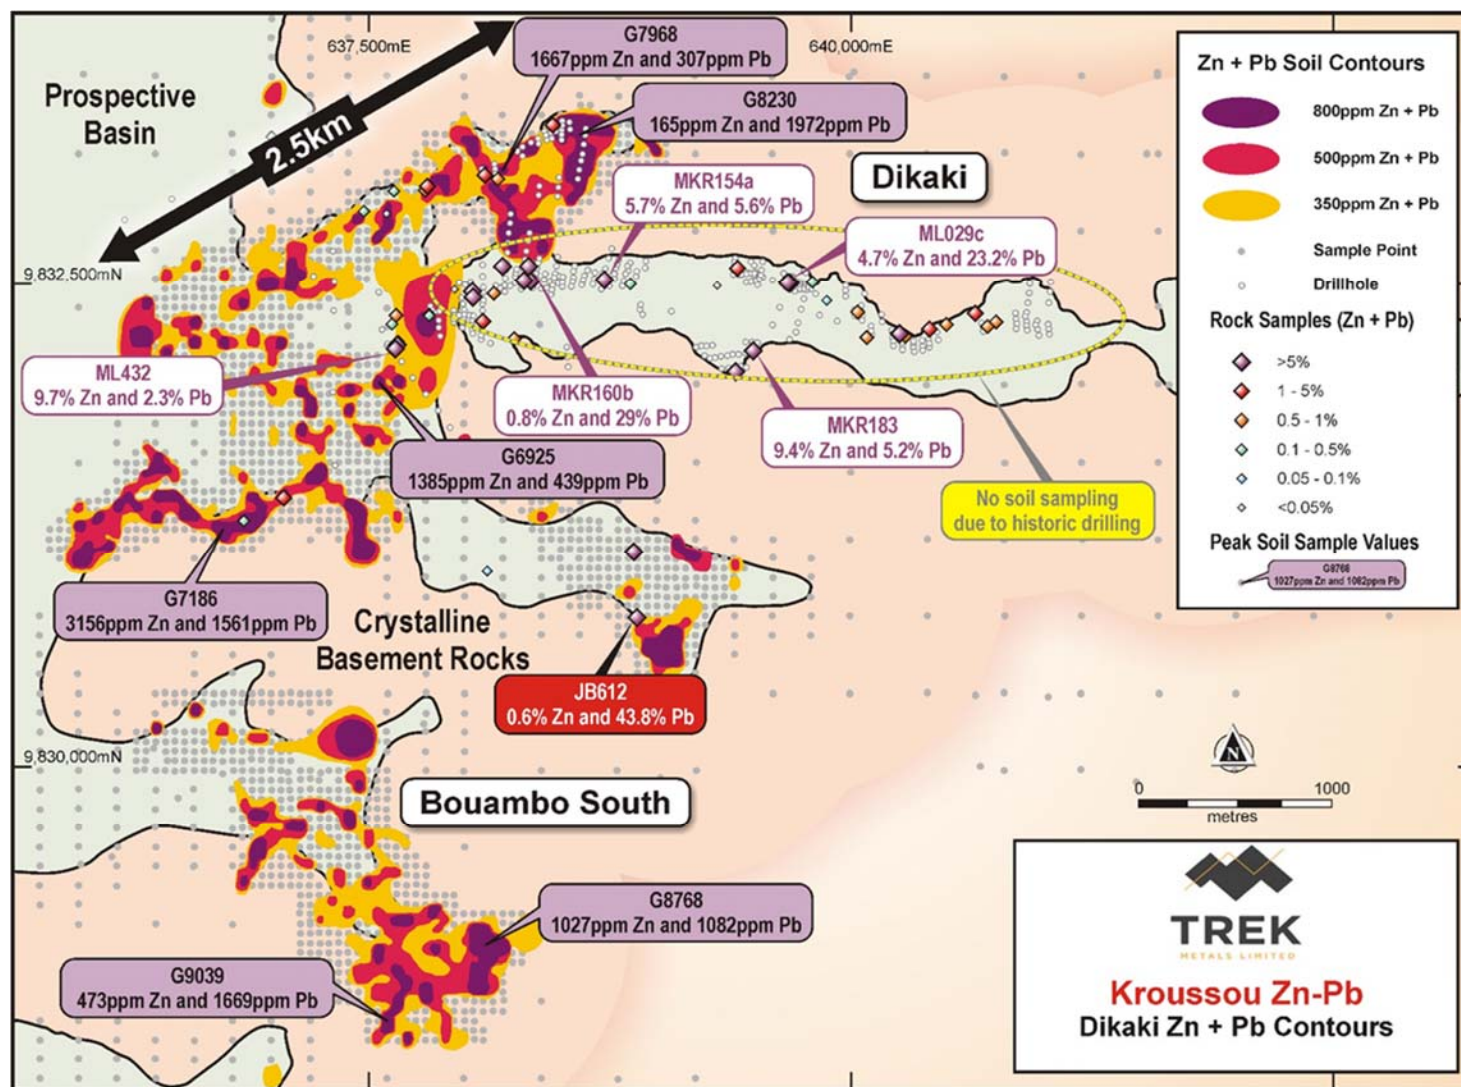 637,500mE
640,000mE
G7968
1667ppm Zn and 307ppm Pb
Prospective
Basin
2.5km
G8230
165ppm Zn and 1972ppm Pb
Dikaki
MKR154a
5.7% Zn and 5.6% Pb
ML029c
4.7% Zn and 23.2% Pb
9,832,500mN
ML432
9.7% Zn and 2.3% Pb
MKR160b
0.8% Zn and 29% Pb
MKR183
9.4% Zn and 5.2% Pb
G6925
1385ppm Zn and 439ppm Pb
No soil sampling
due to historic drilling
G7186
3156ppm Zn and 1561ppm Pb
Crystalline
Basement Rocks
JB612
0.6% Zn and 43.8% Pb
9,830,000mN
Bouambo South
G8768
1027ppm Zn and 1082ppm Pb
G9039
473ppm Zn and 1669ppm Pb
Zn + Pb Soil Contours
800ppm Zn + Pb
500ppm Zn + Pb
350ppm Zn + Pb
Sample Point
Drillhole
Rock Samples (Zn + Pb)
>5%
1 - 5%
0.5 - 1%
0.1 - 0.5%
0.05 - 0.1%
<0.05%
Peak Soil Sample Values
G8768
1027ppm Zn and 1082ppm Pb
N
0
1000
metres
TREK
METALS LIMITED
Kroussou Zn-Pb
Dikaki Zn + Pb Contours